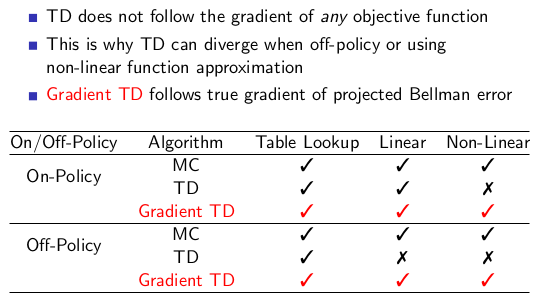 TD does not follow the gradient of any objective function
This is why TD can diverge when off-policy or using
non-linear function approximation
Gradient TD follows true gradient of projected Bellman error
On/Off-Policy Algorithm Table Lookup Linear Non-Linear
On-Policy
MC ✓ ✓ ✓
TD ✓ ✓ ✗
Gradient TD ✓ ✓ ✓
Off-Policy
MC ✓ ✓ ✓
TD ✓ ✗ ✗
Gradient TD ✓ ✓ ✓